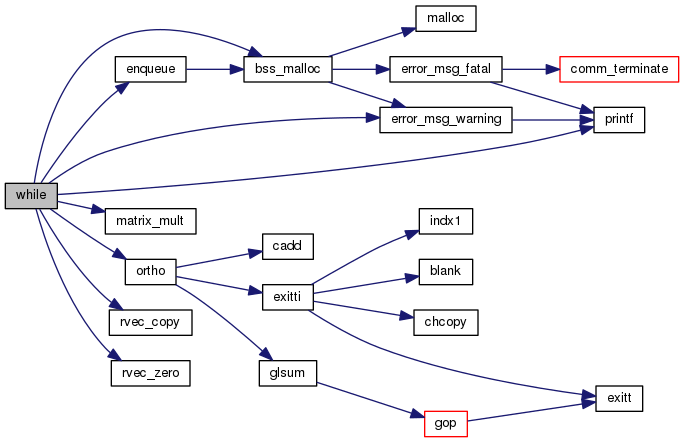 malloc
enqueue
bss_malloc
error_msg_fatal
comm_terminate
error_msg_warning
printf
while
matrix_mult
indx1
cadd
ortho
blank
exitti
rvec_copy
chcopy
rvec_zero
glsum
exitt
gop